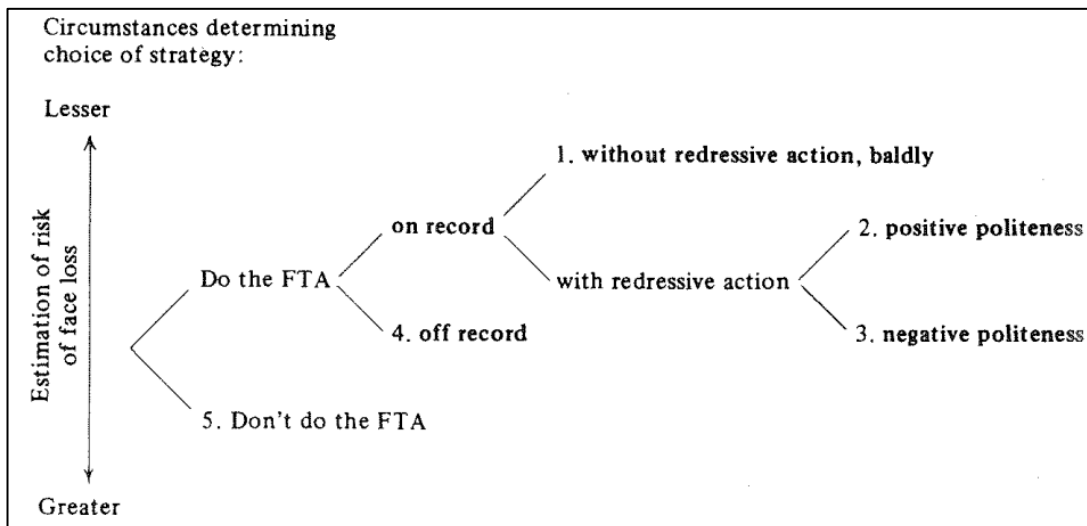 Circumstances determining
choice of strategy:
Lesser
1. without redressive action, baldly
on record
2. positive politeness
Do the FTA
with redressive action
4. off record
3. negative politeness
Estimation of risk
of face loss
5. Don't do the FTA
Greater